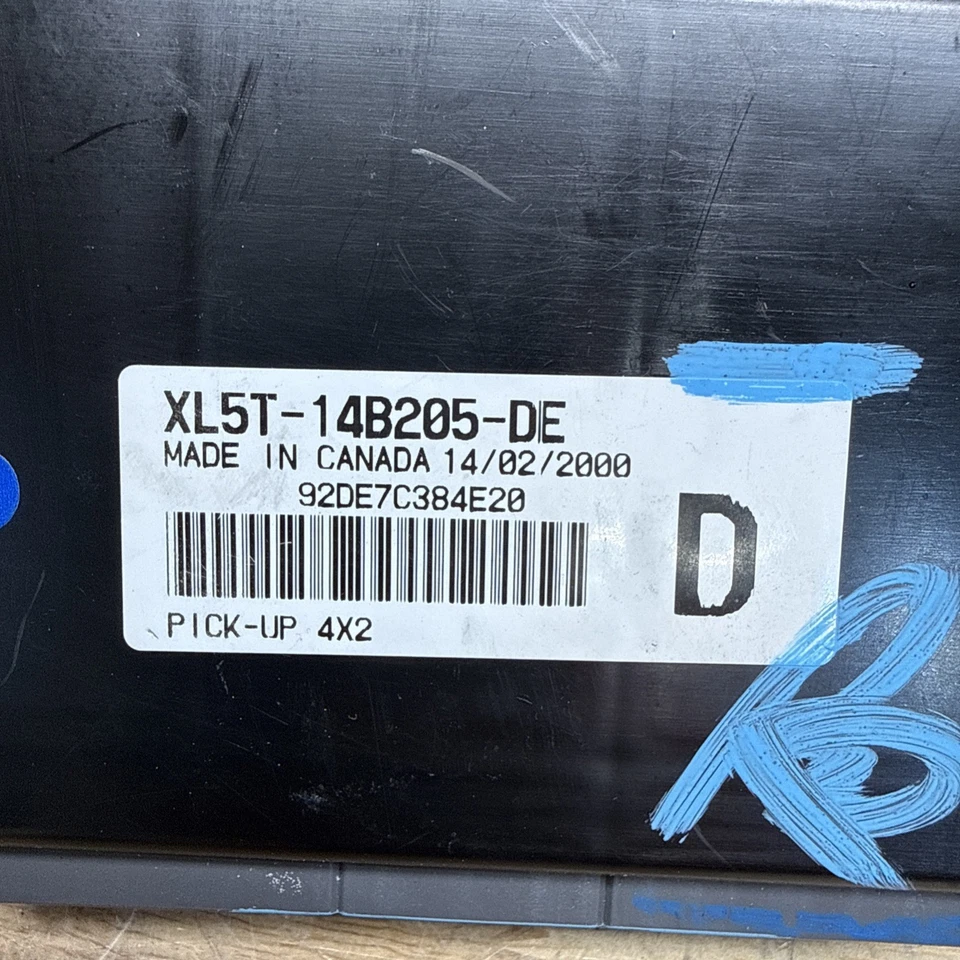 XL5T-14B205-DE
MADE IN CANADA 14/02/2000
92DE7C384E20
D
PICK-UP 4X2